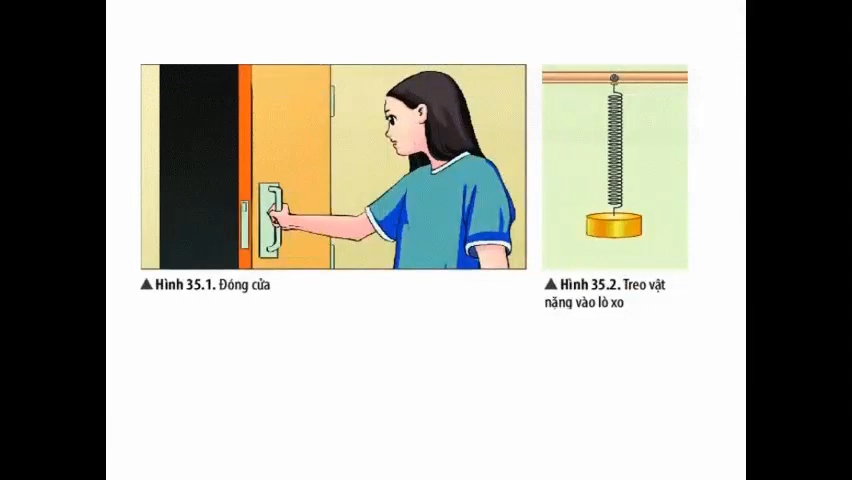 ▲ Hình 35.1. Đóng cửa
▲ Hình 35.2. Treo vật
nặng vào lò xo